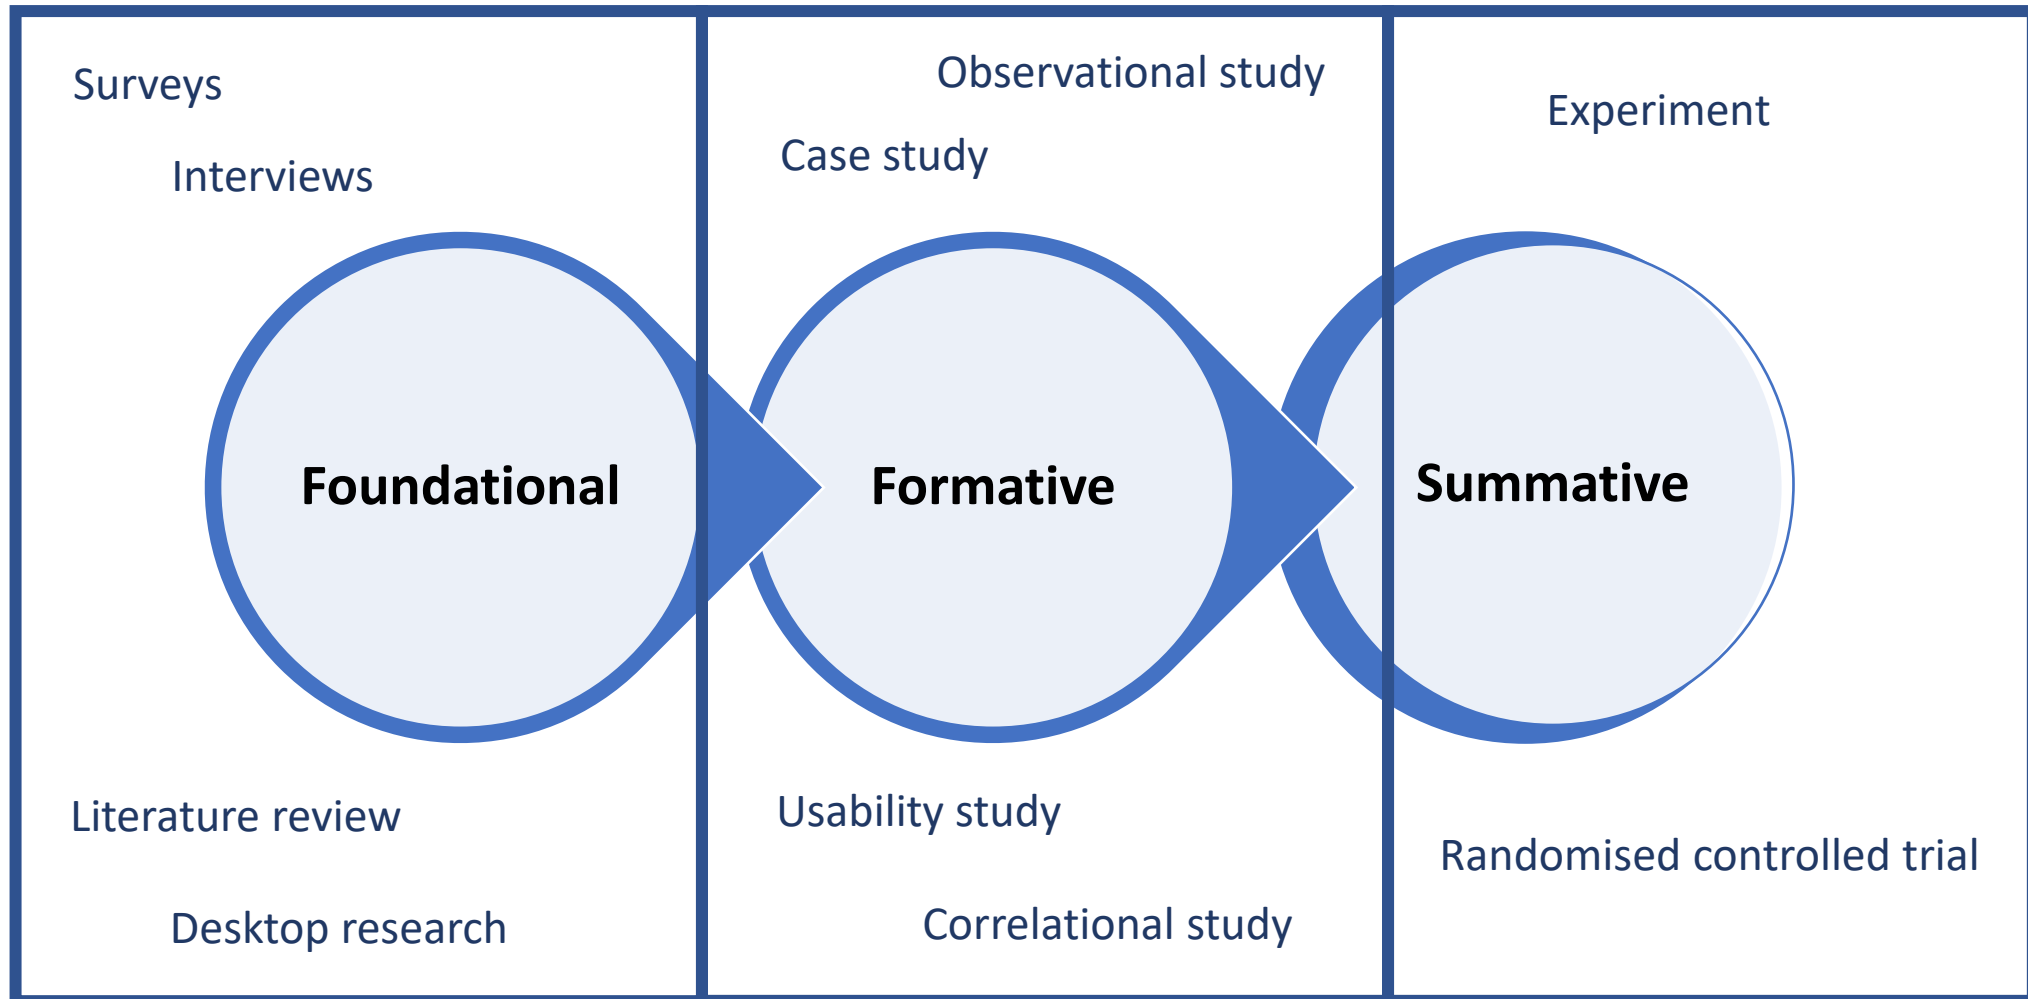 Surveys
Interviews
Foundational
Literature review
Desktop research
Observational study
Case study
Formative
Usability study
Correlational study
Experiment
Summative
Randomised controlled trial